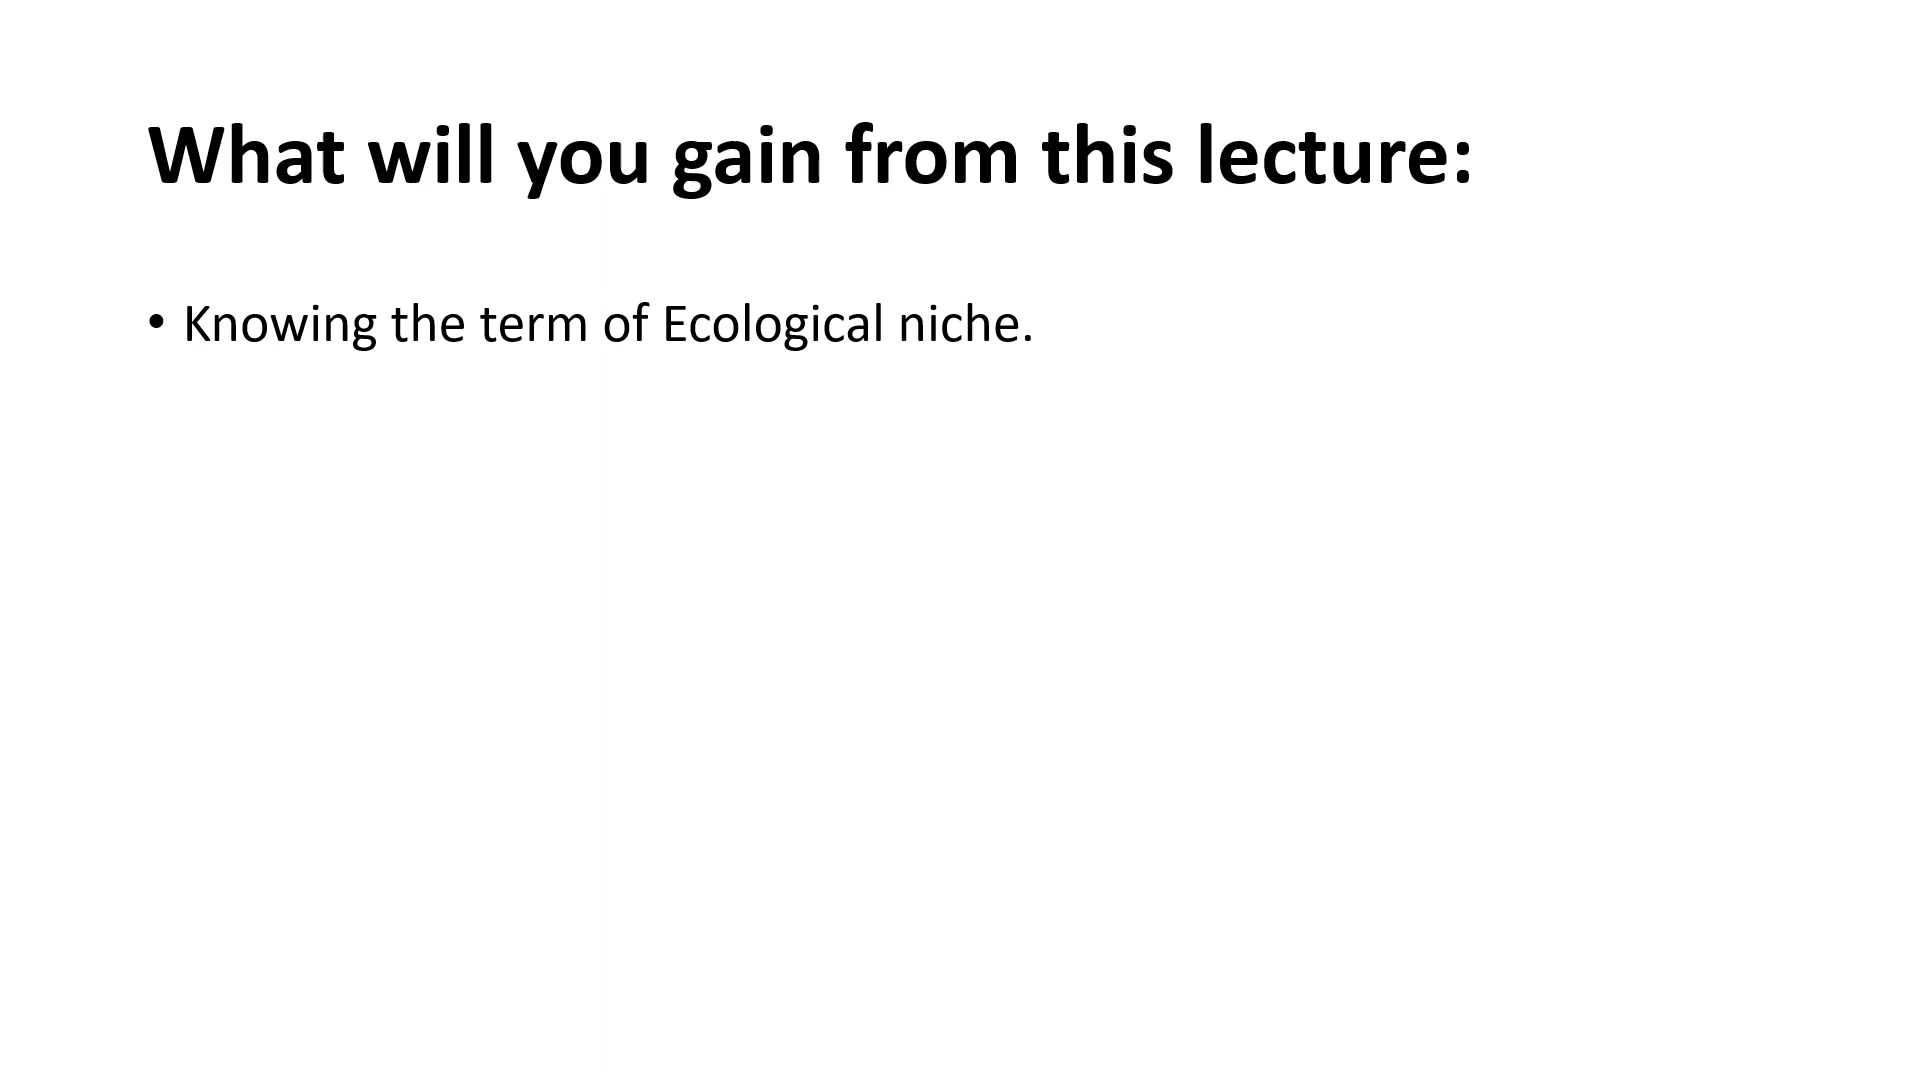 What will you gain from this lecture:
• Knowing the term of Ecological niche.